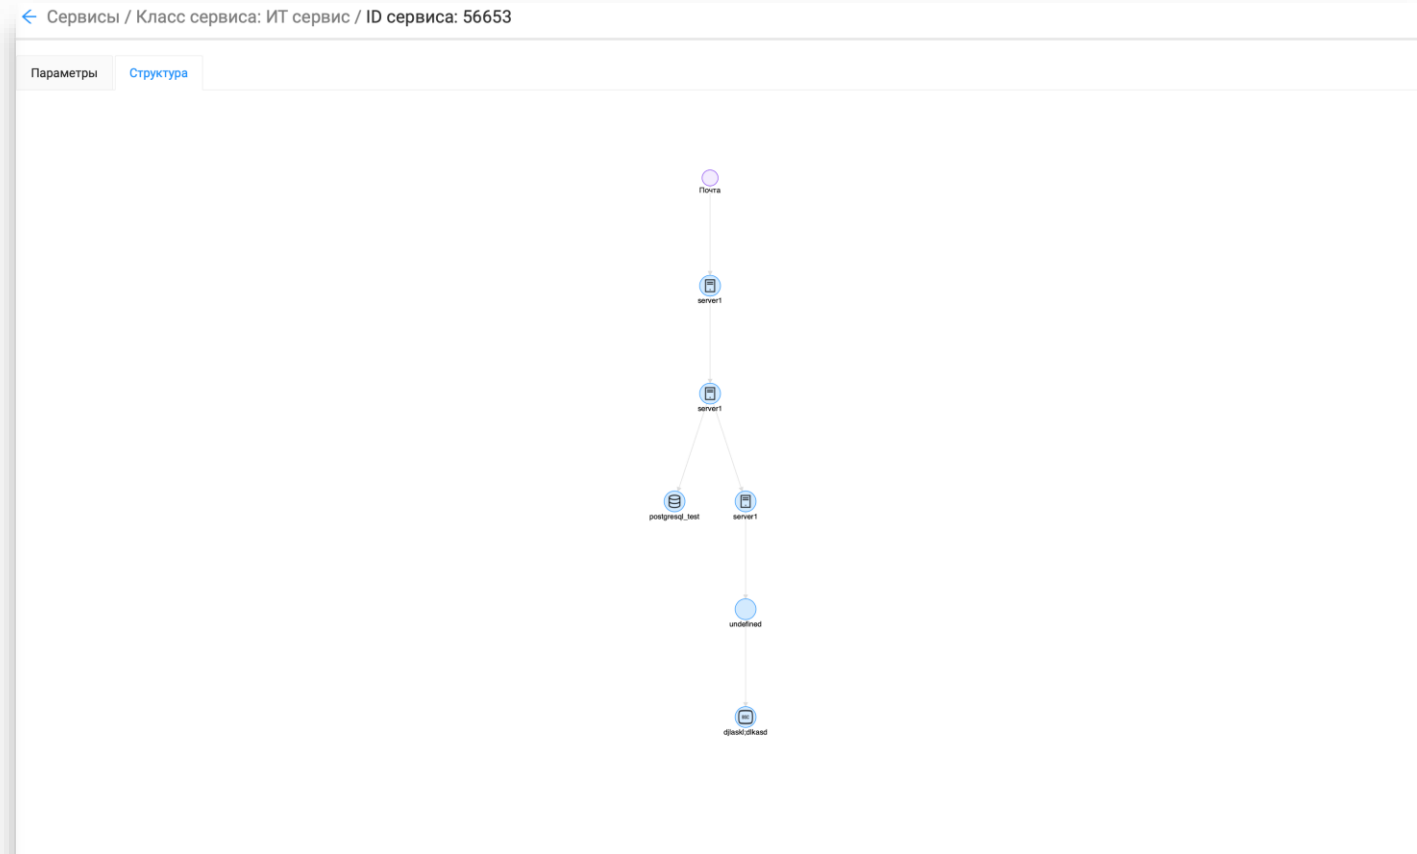 Сервисы / Класс сервиса: ИТ сервис / ID сервиса: 56653
Параметры Структура
Почта
server1
server1
postgresql_test server1
undefined
djlaskl;dlkasd